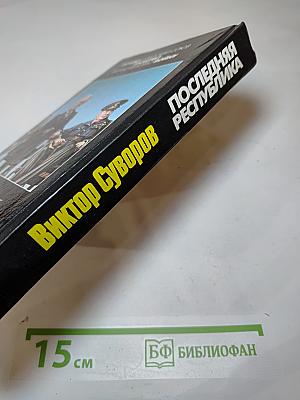 Виктор Суворов
ПОСЛЕДНЯЯ
РЕСПУБЛИКА
15 см
БФ БИБЛИОФАН